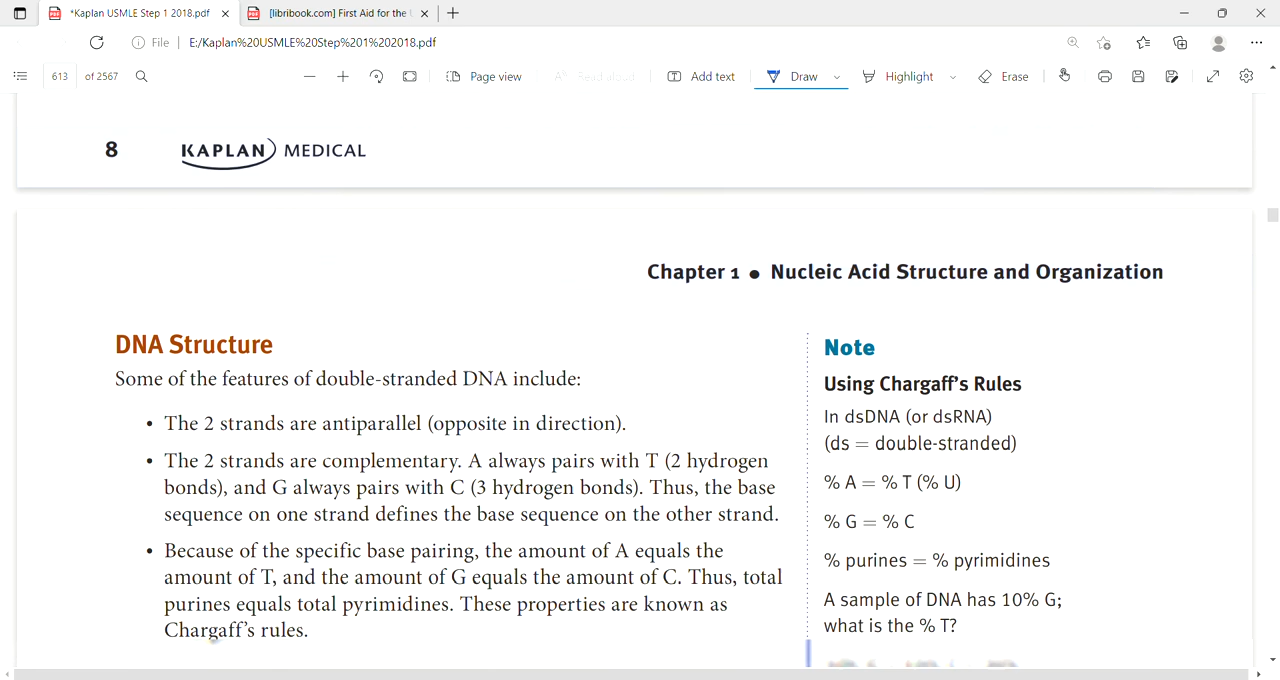 *Kaplan USMLE Step 1 2018.pdf
[libribook.com] First Aid for the
File
E:/Kaplan%20USMLE%20Step%201%202018.pdf
613 of 2567
Page view
Read aloud
Add text
Draw
Highlight
Erase
8 KAPLAN MEDICAL
Chapter 1 ● Nucleic Acid Structure and Organization
DNA Structure
Some of the features of double-stranded DNA include:
• The 2 strands are antiparallel (opposite in direction).
• The 2 strands are complementary. A always pairs with T (2 hydrogen
bonds), and G always pairs with C (3 hydrogen bonds). Thus, the base
sequence on one strand defines the base sequence on the other strand.
• Because of the specific base pairing, the amount of A equals the
amount of T, and the amount of G equals the amount of C. Thus, total
purines equals total pyrimidines. These properties are known as
Chargaff’s rules.
Note
Using Chargaff’s Rules
In dsDNA (or dsRNA)
(ds = double-stranded)
% A = % T (% U)
% G = % C
% purines = % pyrimidines
A sample of DNA has 10% G;
what is the % T?